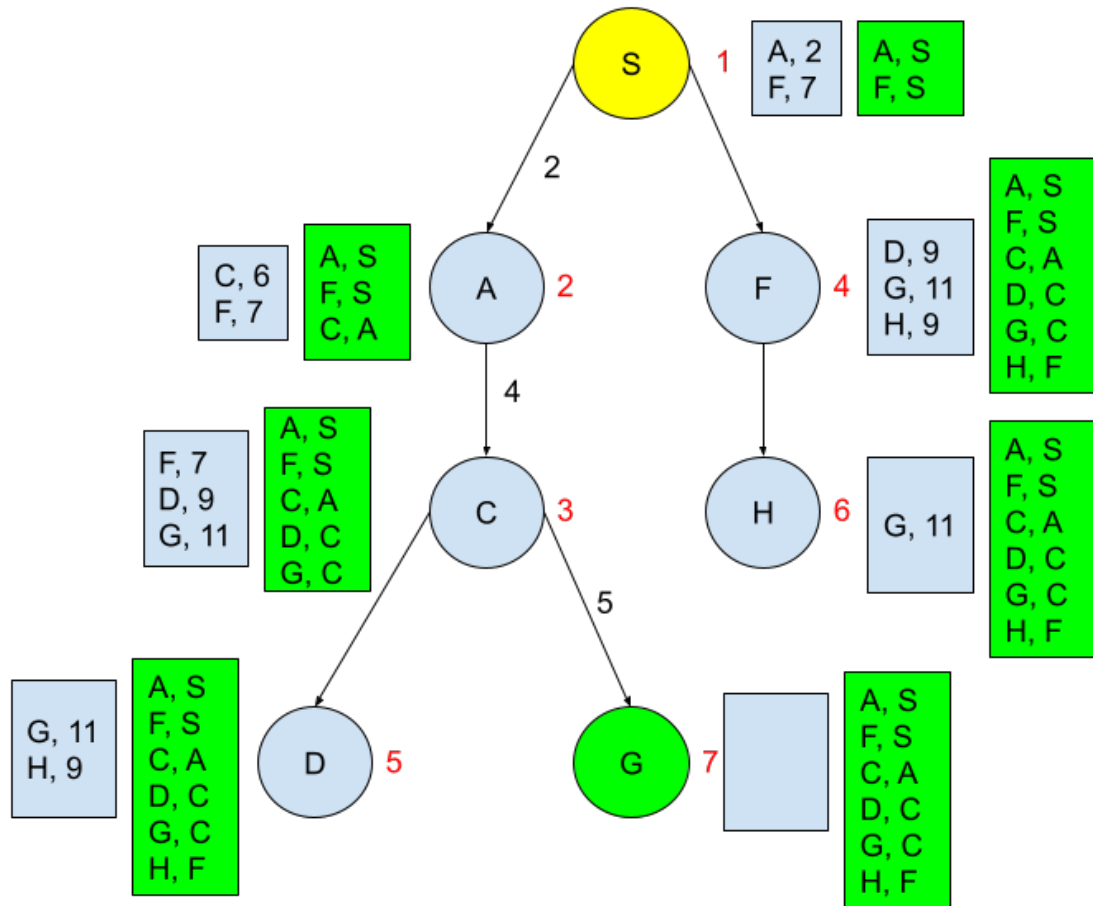 S
1
A, 2
F, 7
A, S
F, S
2
C, 6
F, 7
A, S
F, S
C, A
A
2
F
4
D, 9
G, 11
H, 9
A, S
F, S
C, A
D, C
G, C
H, F
4
F, 7
D, 9
G, 11
A, S
F, S
C, A
D, C
G, C
C
3
H
6
G, 11
A, S
F, S
C, A
D, C
G, C
H, F
5
G, 11
H, 9
A, S
F, S
C, A
D, C
G, C
H, F
D
5
G
7
A, S
F, S
C, A
D, C
G, C
H, F